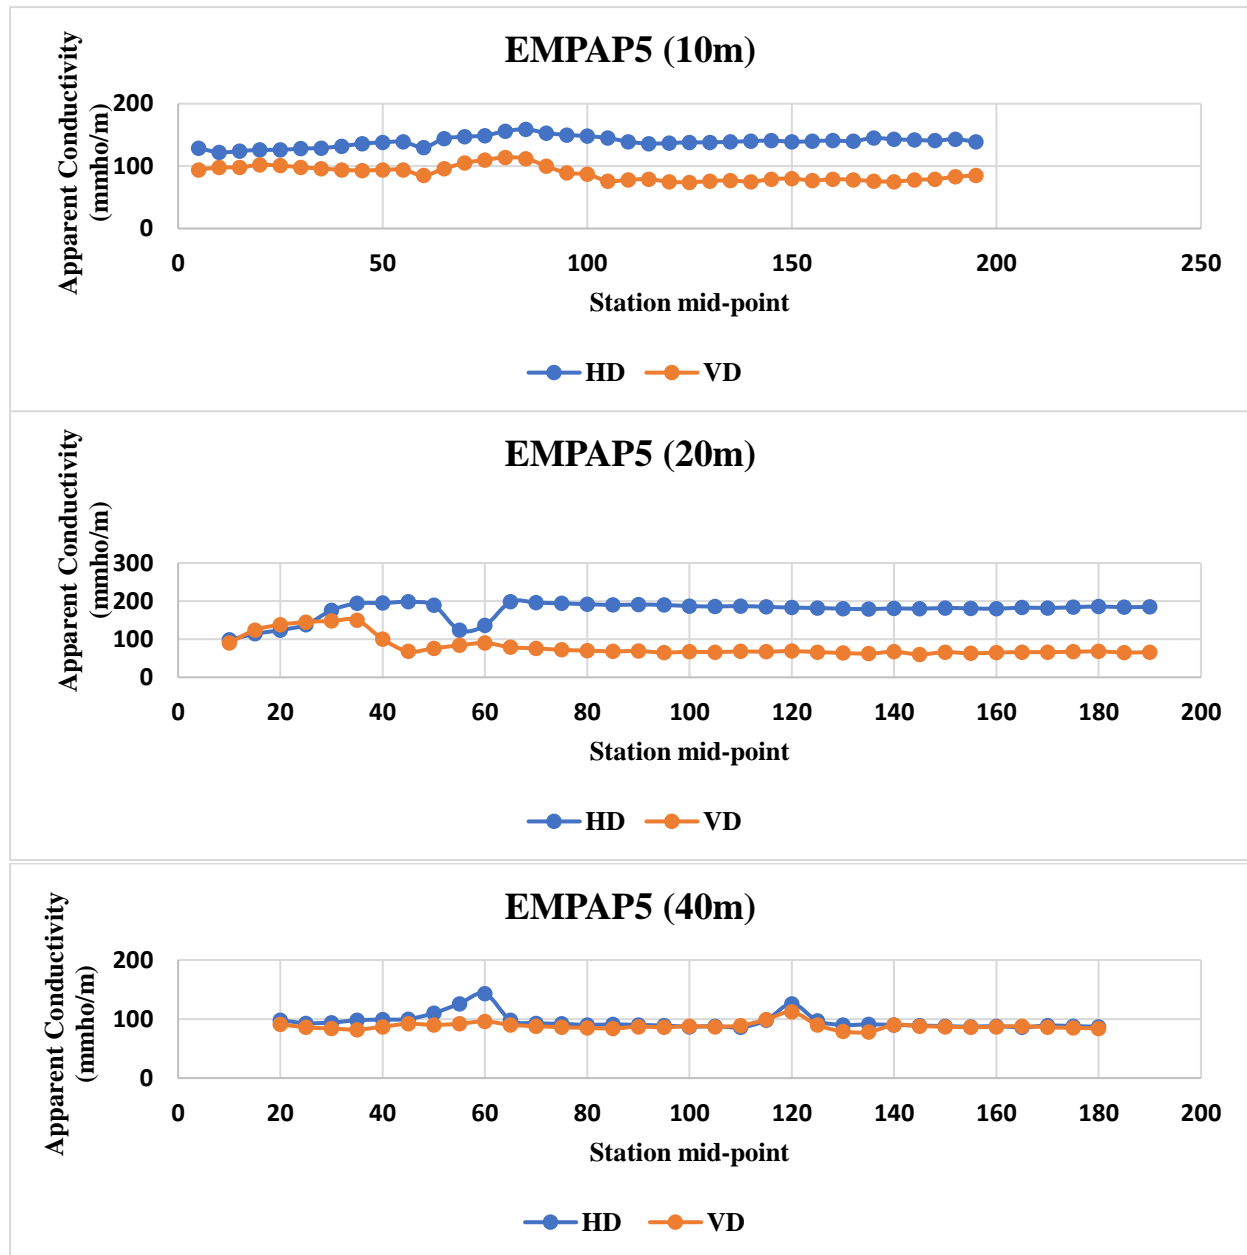 EMPAP5 (10m)
Apparent Conductivity
(mmho/m)
200
100
0
0 50 100 150 200 250
Station mid-point
HD VD
EMPAP5 (20m)
Apparent Conductivity
(mmho/m)
300
200
100
0
0 20 40 60 80 100 120 140 160 180 200
Station mid-point
HD VD
EMPAP5 (40m)
Apparent Conductivity
(mmho/m)
200
100
0
0 20 40 60 80 100 120 140 160 180 200
Station mid-point
HD VD